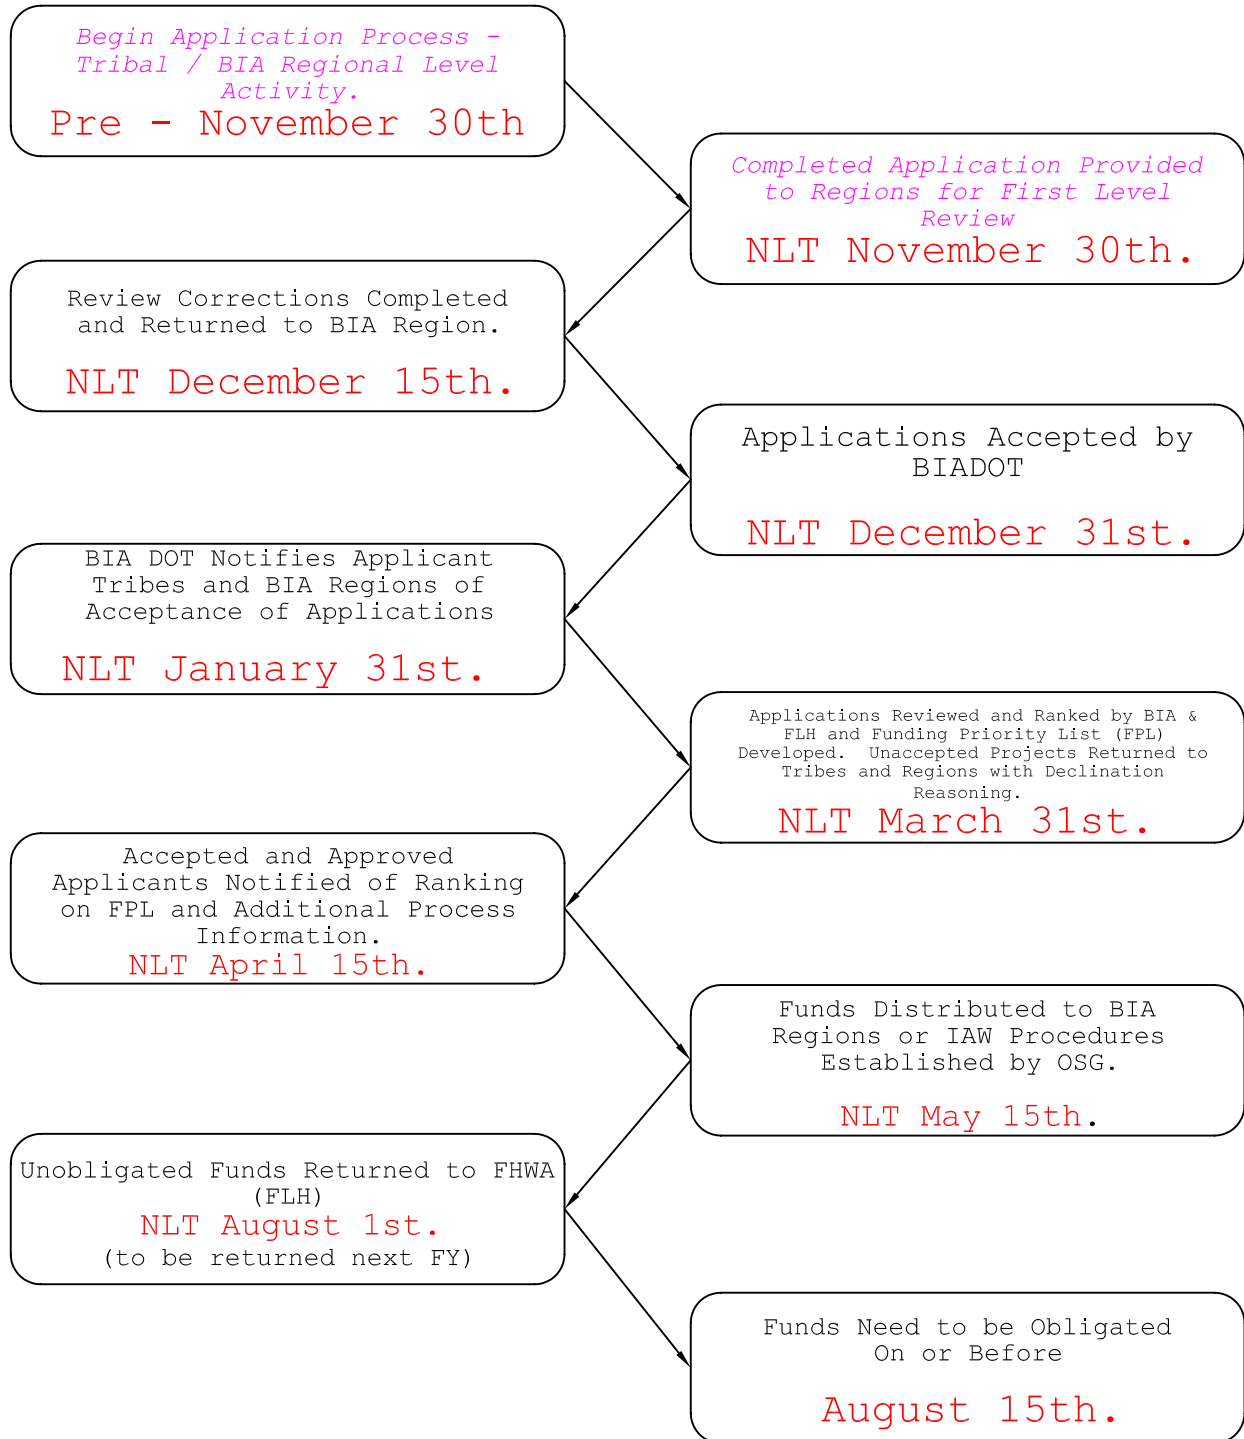 Begin Application Process -
Tribal / BIA Regional Level
Activity.
Pre - November 30th
Completed Application Provided
to Regions for First Level
Review
NLT November 30th.
Review Corrections Completed
and Returned to BIA Region.
NLT December 15th.
Applications Accepted by
BIADOT
NLT December 31st.
BIA DOT Notifies Applicant
Tribes and BIA Regions of
Acceptance of Applications
NLT January 31st.
Applications Reviewed and Ranked by BIA &
FLH and Funding Priority List (FPL)
Developed.  Unaccepted Projects Returned to
Tribes and Regions with Declination
Reasoning.
NLT March 31st.
Accepted and Approved
Applicants Notified of Ranking
on FPL and Additional Process
Information.
NLT April 15th.
Funds Distributed to BIA
Regions or IAW Procedures
Established by OSG.
NLT May 15th.
Unobligated Funds Returned to FHWA
(FLH)
NLT August 1st.
(to be returned next FY)
Funds Need to be Obligated
On or Before
August 15th.